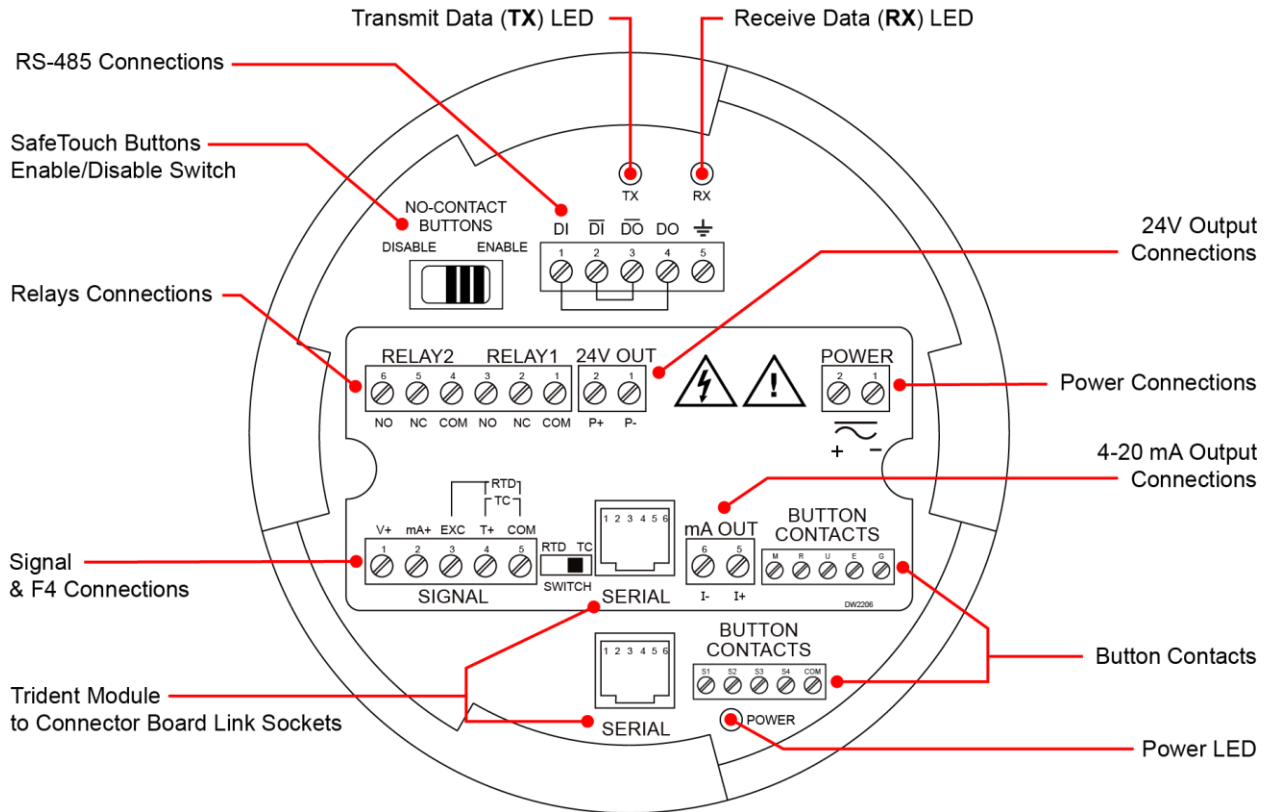 Transmit Data (TX) LED
Receive Data (RX) LED
RS-485 Connections
SafeTouch Buttons
Enable/Disable Switch
TX RX
NO-CONTACT
BUTTONS
DISABLE ENABLE
DI D̅I̅ D̅O̅ DO ⏚
1 2 3 4 5
24V Output
Connections
Relays Connections
RELAY2 RELAY1 24V OUT POWER
6 5 4 3 2 1 2 1 2 1
NO NC COM NO NC COM P+ P-
+ −
Power Connections
4-20 mA Output
Connections
RTD
TC
V+ mA+ EXC T+ COM
1 2 3 4 5
SIGNAL
RTD TC
SWITCH
1 2 3 4 5 6
SERIAL
mA OUT
6 5
I- I+
BUTTON
CONTACTS
M R U E G
DW2206
Signal
& F4 Connections
BUTTON
CONTACTS
S1 S2 S3 S4 COM
1 2 3 4 5 6
SERIAL
POWER
Button Contacts
Trident Module
to Connector Board Link Sockets
Power LED